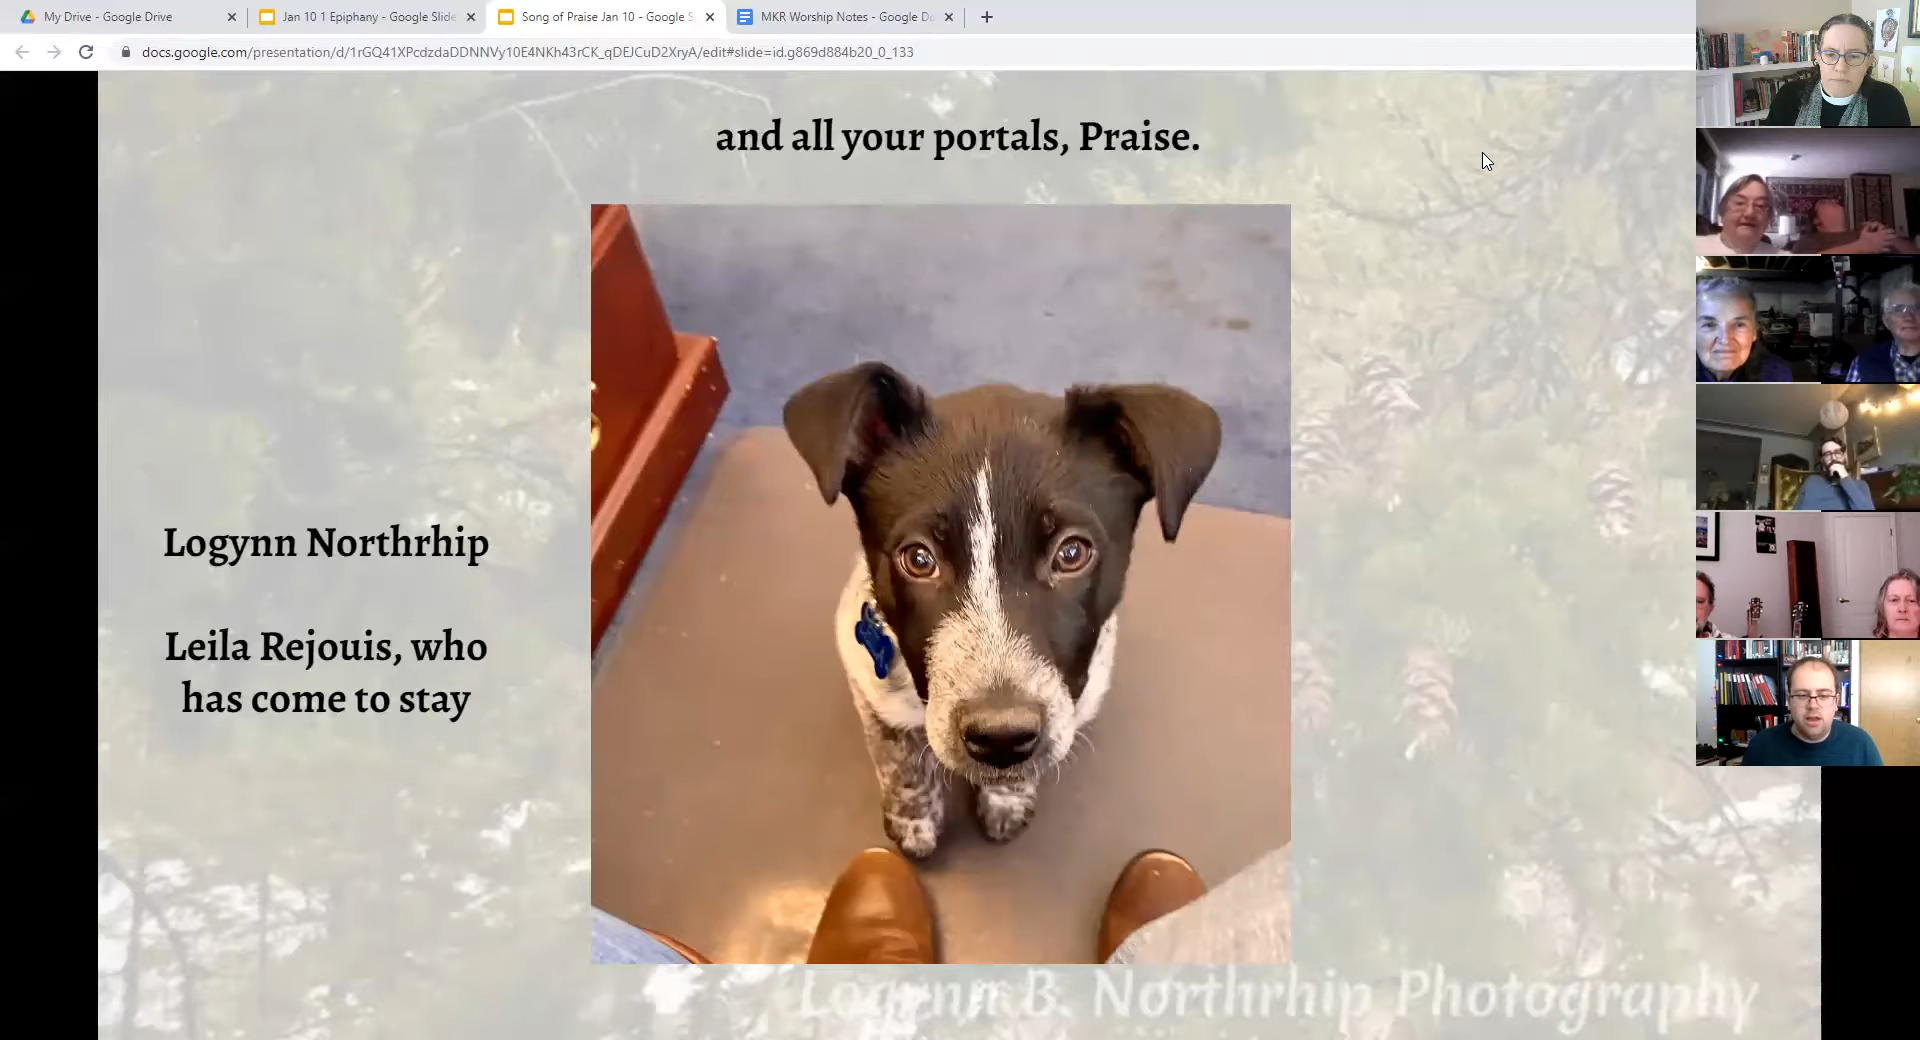 My Drive - Google Drive
Jan 10 1 Epiphany - Google Slide
Song of Praise Jan 10 - Google S
MKR Worship Notes - Google Do
docs.google.com/presentation/d/1rGQ41XPcdzdaDDNNVy10E4NKh43rCK_qDEJCuD2XryA/edit#slide=id.g869d884b20_0_133
and all your portals, Praise.
Logynn Northrhip
Leila Rejouis, who
has come to stay
Logynn B. Northrhip Photography